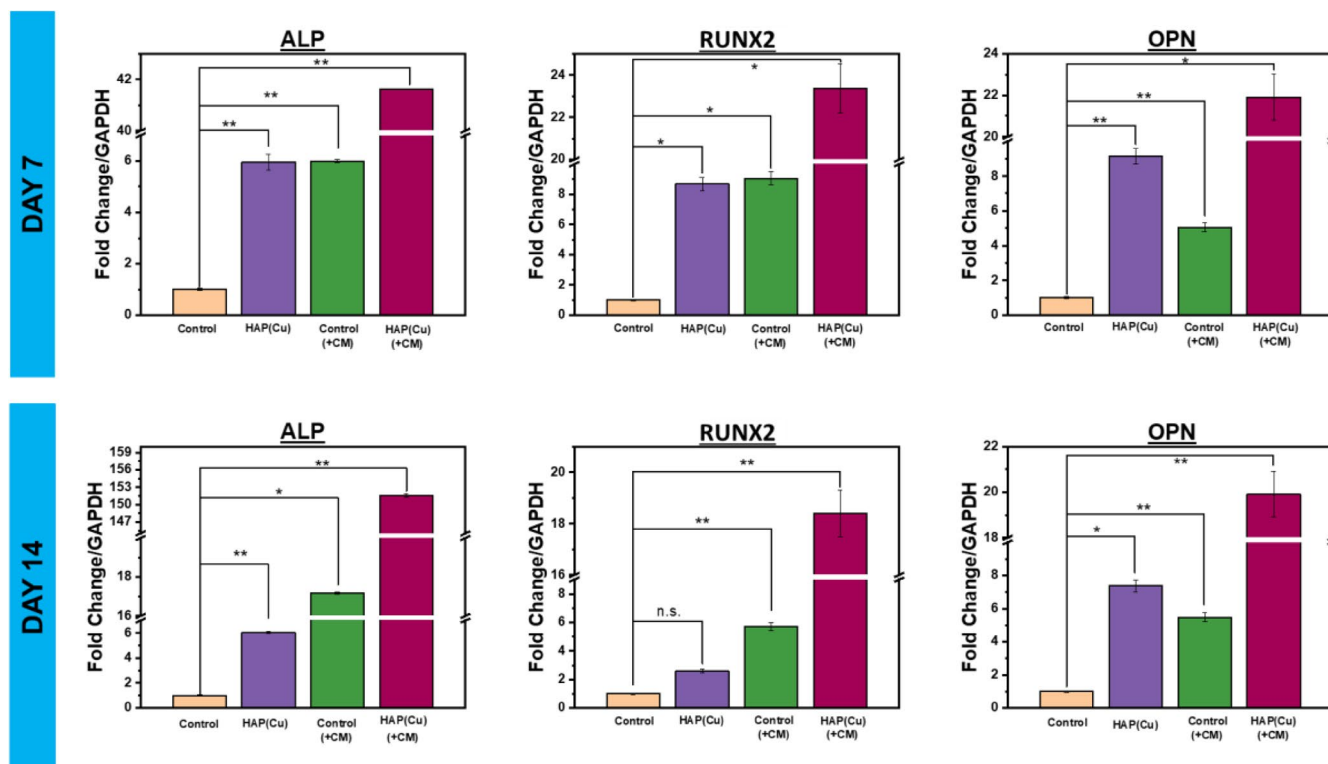 DAY 7
ALP
Fold Change/GAPDH
42
40
6
4
2
0
**
**
**
Control
HAP(Cu)
Control
(+CM)
HAP(Cu)
(+CM)
RUNX2
Fold Change/GAPDH
24
22
20
8
6
4
2
0
*
*
*
Control
HAP(Cu)
Control
(+CM)
HAP(Cu)
(+CM)
OPN
Fold Change/GAPDH
24
22
20
8
6
4
2
0
*
**
**
Control
HAP(Cu)
Control
(+CM)
HAP(Cu)
(+CM)
DAY 14
ALP
Fold Change/GAPDH
159
156
153
150
147
18
16
6
4
2
0
**
*
**
Control
HAP(Cu)
Control
(+CM)
HAP(Cu)
(+CM)
RUNX2
Fold Change/GAPDH
20
18
16
8
6
4
2
0
**
**
n.s.
Control
HAP(Cu)
Control
(+CM)
HAP(Cu)
(+CM)
OPN
Fold Change/GAPDH
22
20
18
8
6
4
2
0
**
**
*
Control
HAP(Cu)
Control
(+CM)
HAP(Cu)
(+CM)